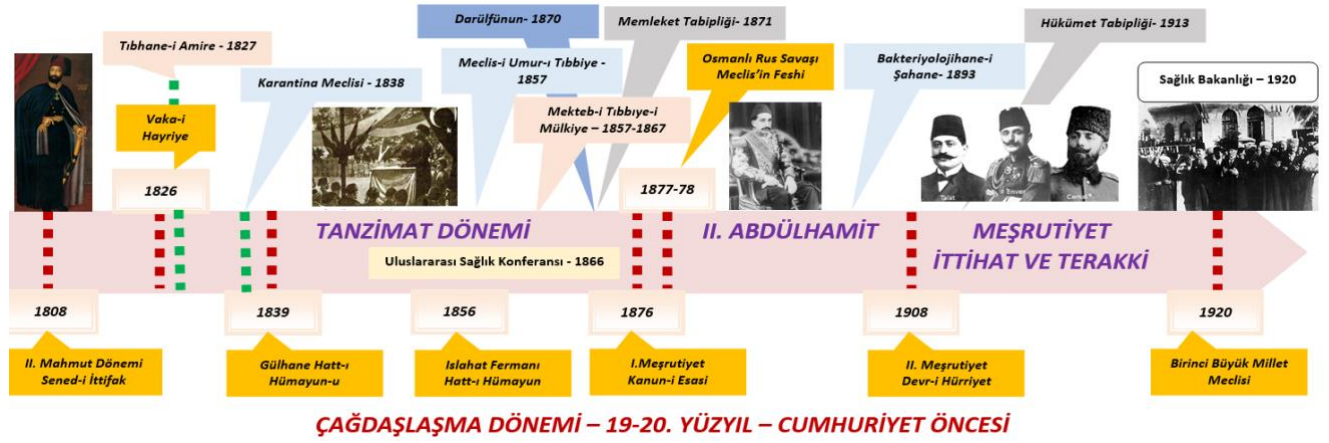 Tıbhane-i Amire - 1827
Vaka-i
Hayriye
1826
Karantina Meclisi - 1838
Darülfünun- 1870
Meclis-i Umur-ı Tıbbiye -
1857
Mekteb-i Tıbbıye-i
Mülkiye – 1857-1867
Memleket Tabipliği- 1871
Osmanlı Rus Savaşı
Meclis'in Feshi
1877-78
Bakteriyolojihane-i
Şahane- 1893
Hükümet Tabipliği- 1913
Talat
Enver
Cemal
Sağlık Bakanlığı – 1920
TANZİMAT DÖNEMİ
Uluslararası Sağlık Konferansı - 1866
II. ABDÜLHAMİT
MEŞRUTİYET
İTTİHAT VE TERAKKİ
1808
II. Mahmut Dönemi
Sened-i İttifak
1839
Gülhane Hatt-ı
Hümayun-u
1856
Islahat Fermanı
Hatt-ı Hümayun
1876
I.Meşrutiyet
Kanun-i Esasi
1908
II. Meşrutiyet
Devr-i Hürriyet
1920
Birinci Büyük Millet
Meclisi
ÇAĞDAŞLAŞMA DÖNEMİ – 19-20. YÜZYIL – CUMHURİYET ÖNCESİ